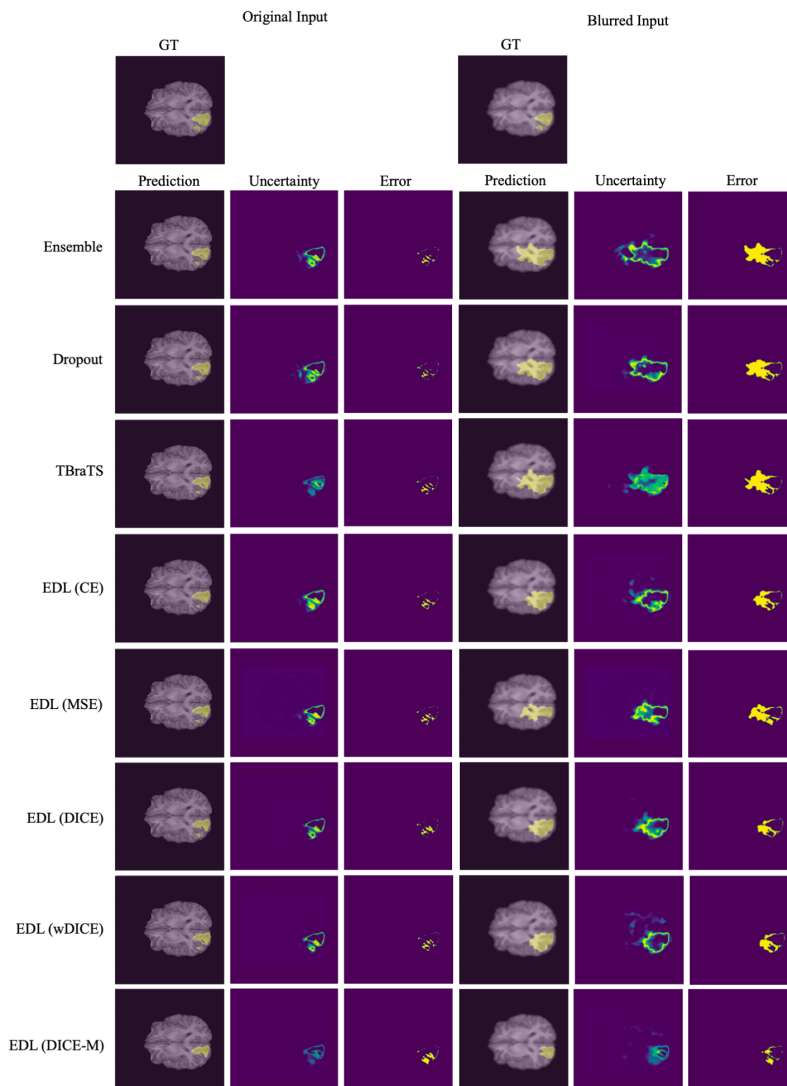 Original Input
Blurred Input
GT
GT
Prediction
Uncertainty
Error
Prediction
Uncertainty
Error
Ensemble
Dropout
TBraTS
EDL (CE)
EDL (MSE)
EDL (DICE)
EDL (wDICE)
EDL (DICE-M)